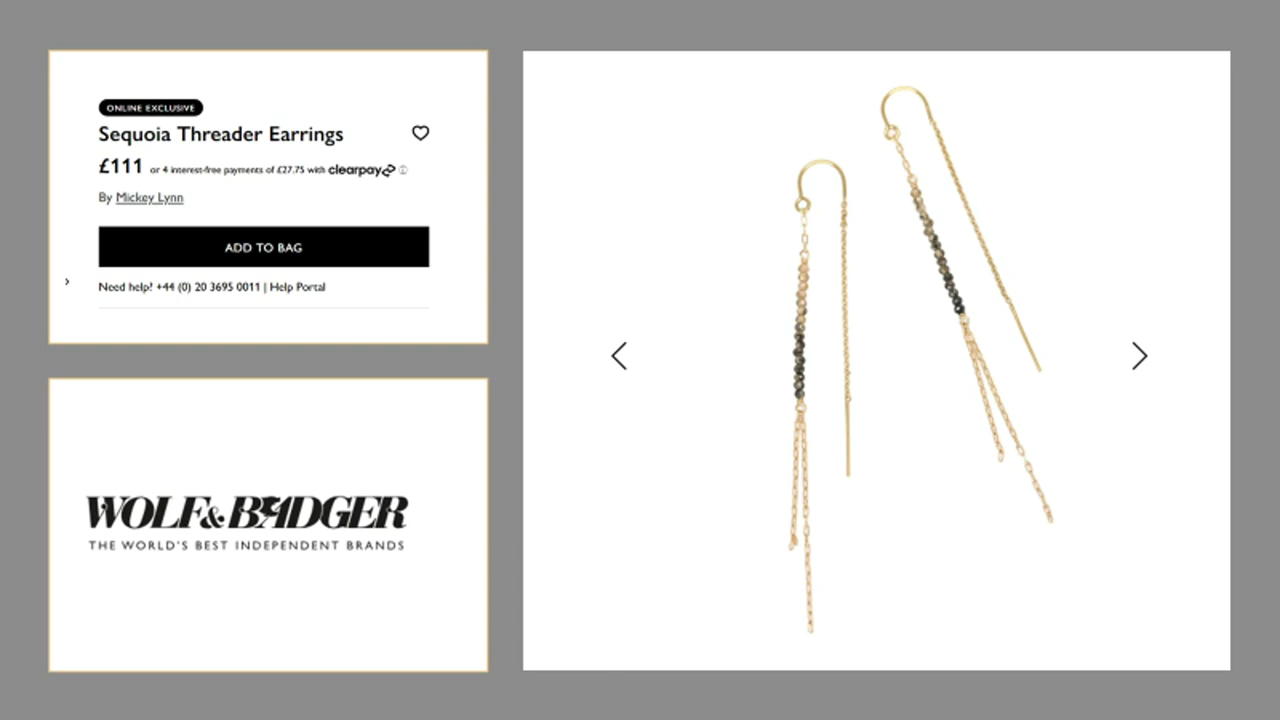 ONLINE EXCLUSIVE
Sequoia Threader Earrings
£111 or 4 interest-free payments of £27.75 with clearpay
By Mickey Lynn
ADD TO BAG
Need help? +44 (0) 20 3695 0011 | Help Portal
WOLF & BADGER
THE WORLD'S BEST INDEPENDENT BRANDS